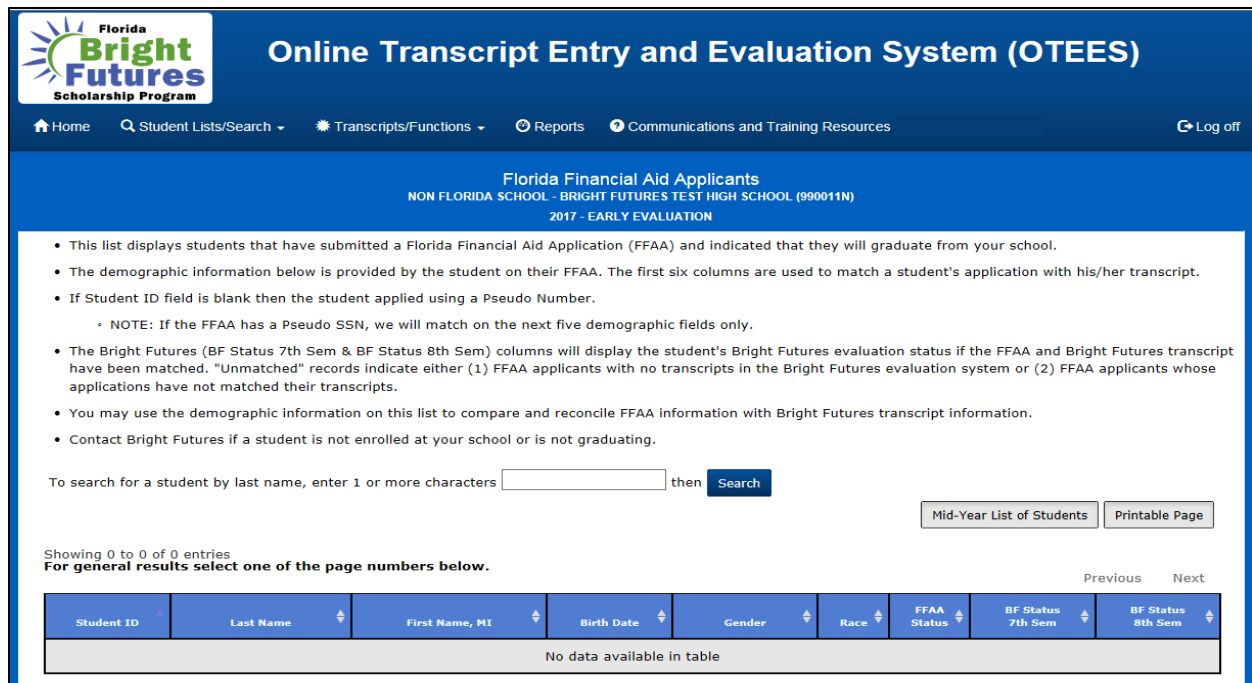 Florida
Bright
Futures
Scholarship Program
Online Transcript Entry and Evaluation System (OTEES)
Home Student Lists/Search Transcripts/Functions Reports Communications and Training Resources Log off
Florida Financial Aid Applicants
NON FLORIDA SCHOOL - BRIGHT FUTURES TEST HIGH SCHOOL (990011N)
2017 - EARLY EVALUATION
• This list displays students that have submitted a Florida Financial Aid Application (FFAA) and indicated that they will graduate from your school.
• The demographic information below is provided by the student on their FFAA. The first six columns are used to match a student's application with his/her transcript.
• If Student ID field is blank then the student applied using a Pseudo Number.
◦ NOTE: If the FFAA has a Pseudo SSN, we will match on the next five demographic fields only.
• The Bright Futures (BF Status 7th Sem & BF Status 8th Sem) columns will display the student's Bright Futures evaluation status if the FFAA and Bright Futures transcript
have been matched. "Unmatched" records indicate either (1) FFAA applicants with no transcripts in the Bright Futures evaluation system or (2) FFAA applicants whose
applications have not matched their transcripts.
• You may use the demographic information on this list to compare and reconcile FFAA information with Bright Futures transcript information.
• Contact Bright Futures if a student is not enrolled at your school or is not graduating.
To search for a student by last name, enter 1 or more characters then Search
Mid-Year List of Students Printable Page
Showing 0 to 0 of 0 entries
For general results select one of the page numbers below.
Previous Next
Student ID Last Name First Name, MI Birth Date Gender Race FFAA Status BF Status 7th Sem BF Status 8th Sem
No data available in table